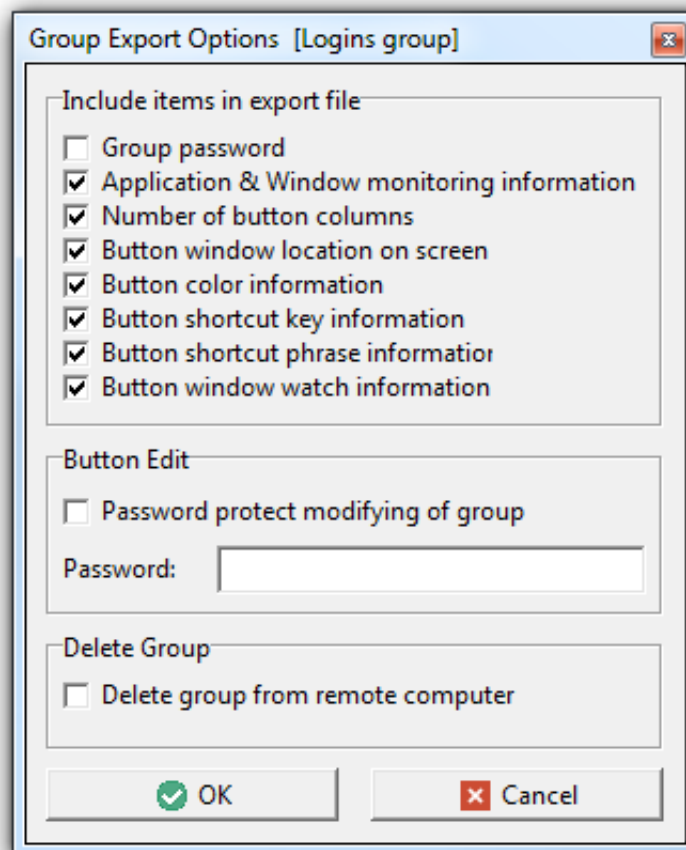 Group Export Options [Logins group]
Include items in export file
Group password
Application & Window monitoring information
Number of button columns
Button window location on screen
Button color information
Button shortcut key information
Button shortcut phrase information
Button window watch information
Button Edit
Password protect modifying of group
Password:
Delete Group
Delete group from remote computer
OK
Cancel